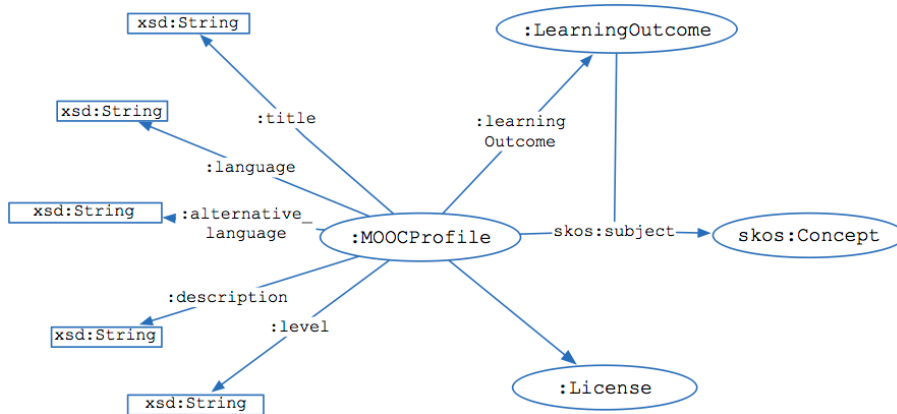 xsd:String
:LearningOutcome
xsd:String
:title
:learning
Outcome
:language
xsd:String
:alternative_
language
:MOOCProfile
skos:subject
skos:Concept
:description
xsd:String
:level
:License
xsd:String